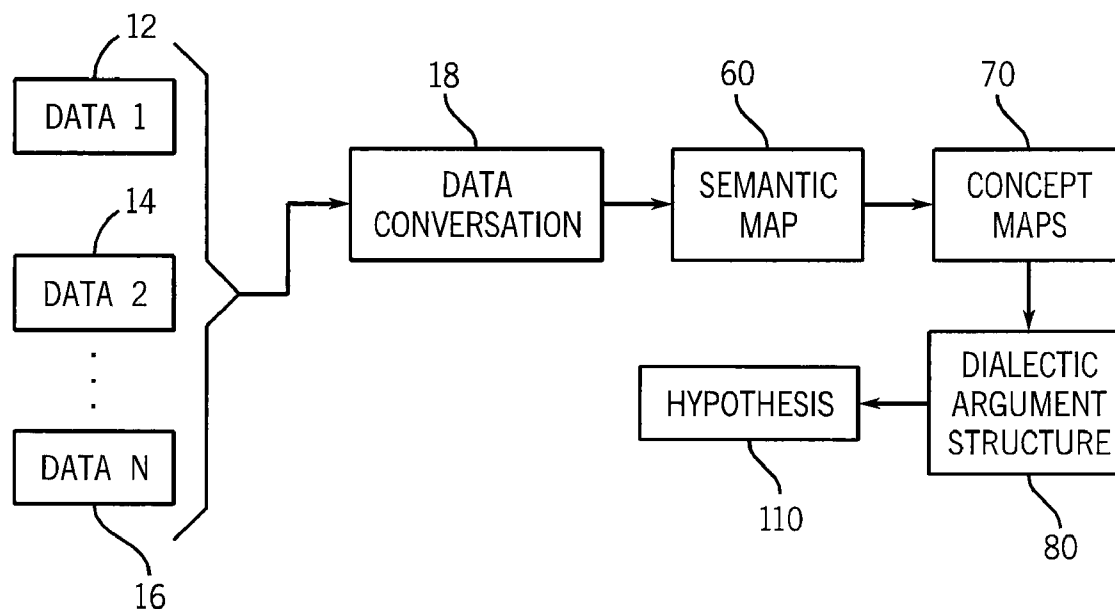 12
DATA 1
14
DATA 2
DATA N
16
18
DATA
CONVERSATION
60
SEMANTIC
MAP
70
CONCEPT
MAPS
DIALECTIC
ARGUMENT
STRUCTURE
80
HYPOTHESIS
110